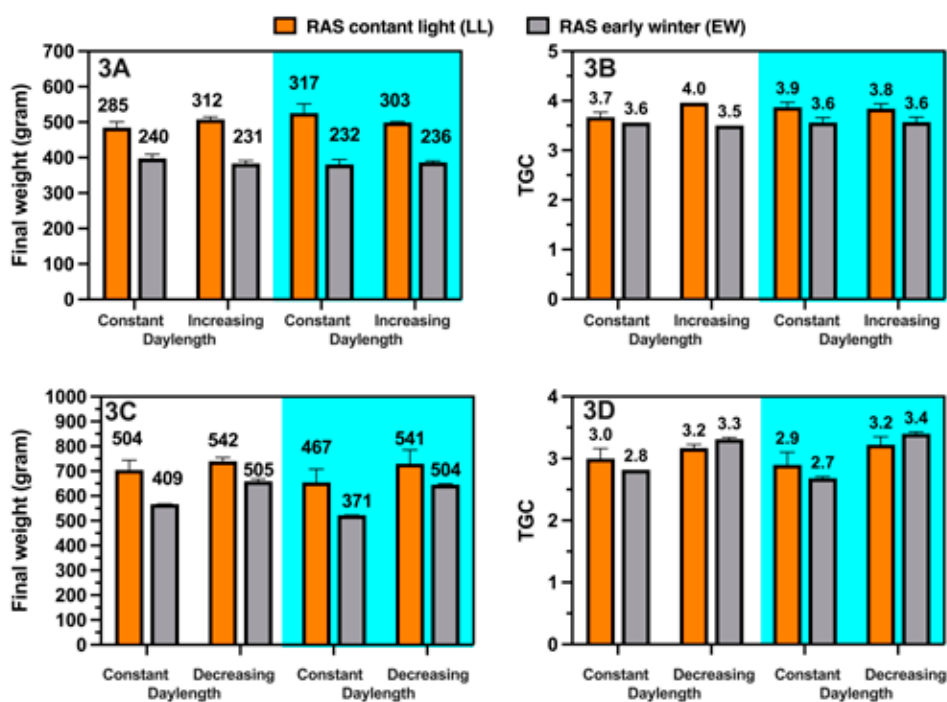 RAS contant light (LL) RAS early winter (EW)
3A
Final weight (gram)
700
600
500
400
300
200
100
0
285 240 312 231 317 232 303 236
Constant Increasing Constant Increasing
Daylength Daylength
3B
TGC
5
4
3
2
1
0
3.7 3.6 4.0 3.5 3.9 3.6 3.8 3.6
Constant Increasing Constant Increasing
Daylength Daylength
3C
Final weight (gram)
1000
900
800
700
600
500
400
300
200
100
0
504 409 542 505 467 371 541 504
Constant Decreasing Constant Decreasing
Daylength Daylength
3D
TGC
4
3
2
1
0
3.0 2.8 3.2 3.3 2.9 2.7 3.2 3.4
Constant Decreasing Constant Decreasing
Daylength Daylength